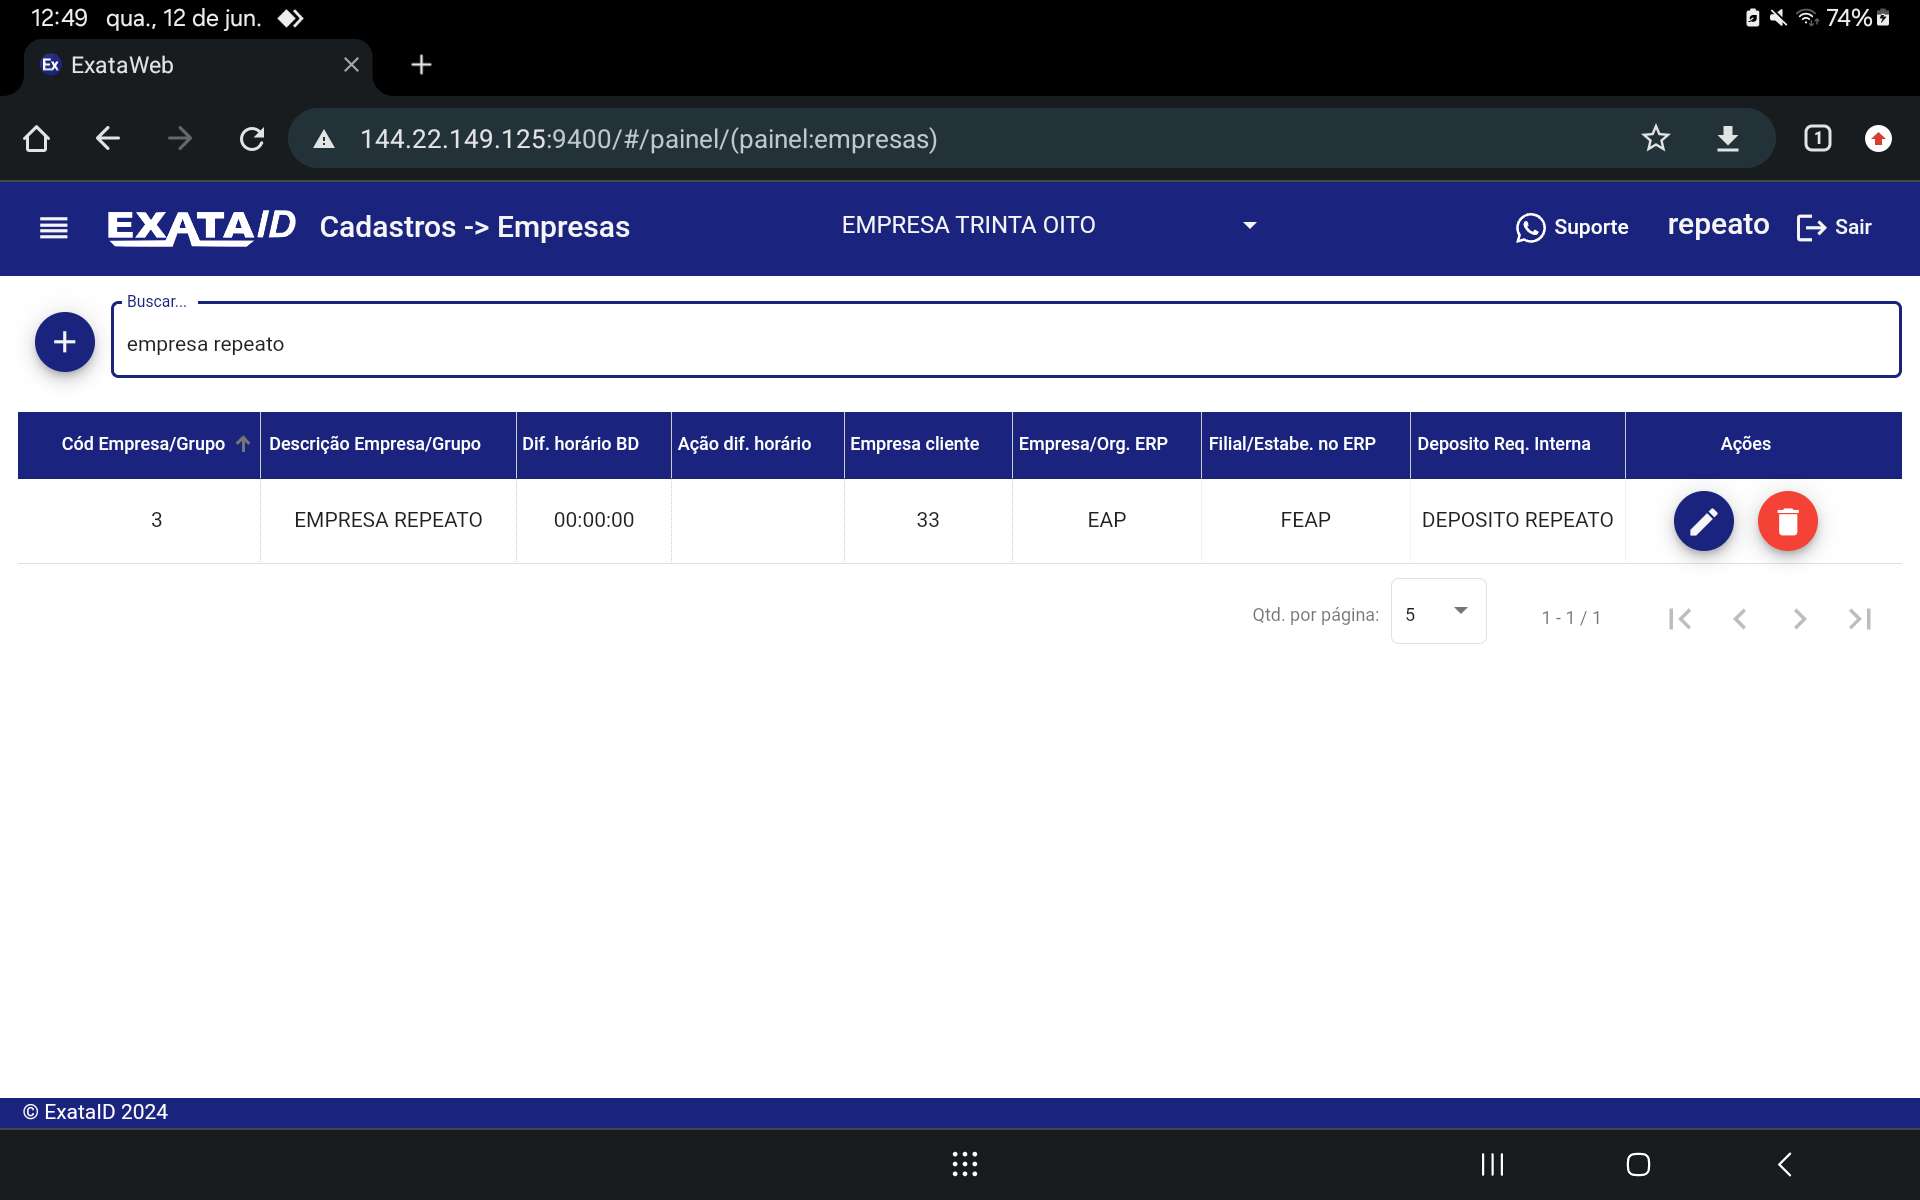 12:49 qua., 12 de jun. 74%
Ex ExataWeb
144.22.149.125:9400/#/painel/(painel:empresas) 1
EXATAID Cadastros -> Empresas EMPRESA TRINTA OITO Suporte repeato Sair
Buscar...
empresa repeato
Cód Empresa/Grupo Descrição Empresa/Grupo Dif. horário BD Ação dif. horário Empresa cliente Empresa/Org. ERP Filial/Estabe. no ERP Deposito Req. Interna Ações
3 EMPRESA REPEATO 00:00:00 33 EAP FEAP DEPOSITO REPEATO
Qtd. por página: 5 1 - 1 / 1
© ExataID 2024